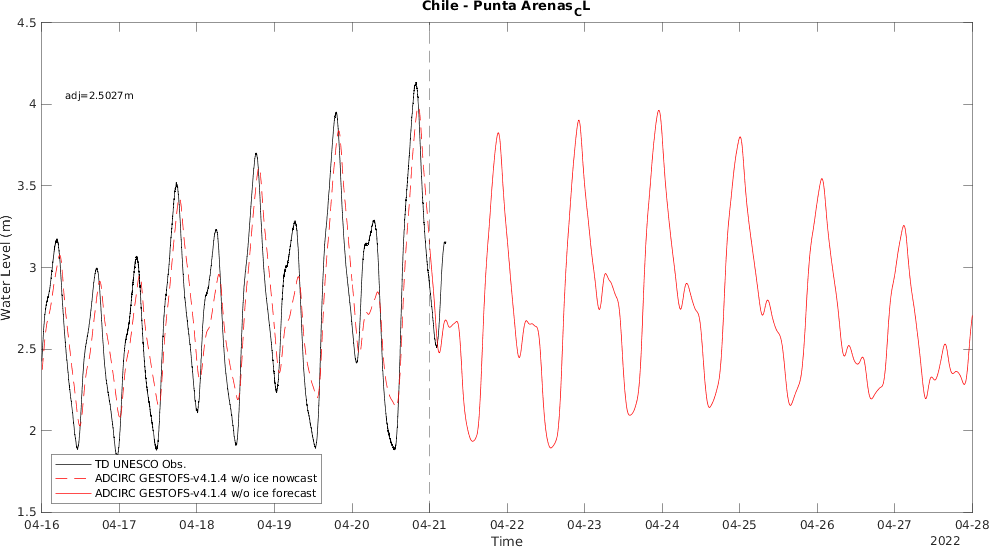 Chile - Punta Arenas_CL
4.5
4
3.5
3
2.5
2
1.5
Water Level (m)
adj=2.5027m
TD UNESCO Obs.
ADCIRC GESTOFS-v4.1.4 w/o ice nowcast
ADCIRC GESTOFS-v4.1.4 w/o ice forecast
04-16 04-17 04-18 04-19 04-20 04-21 04-22 04-23 04-24 04-25 04-26 04-27 04-28
Time
2022